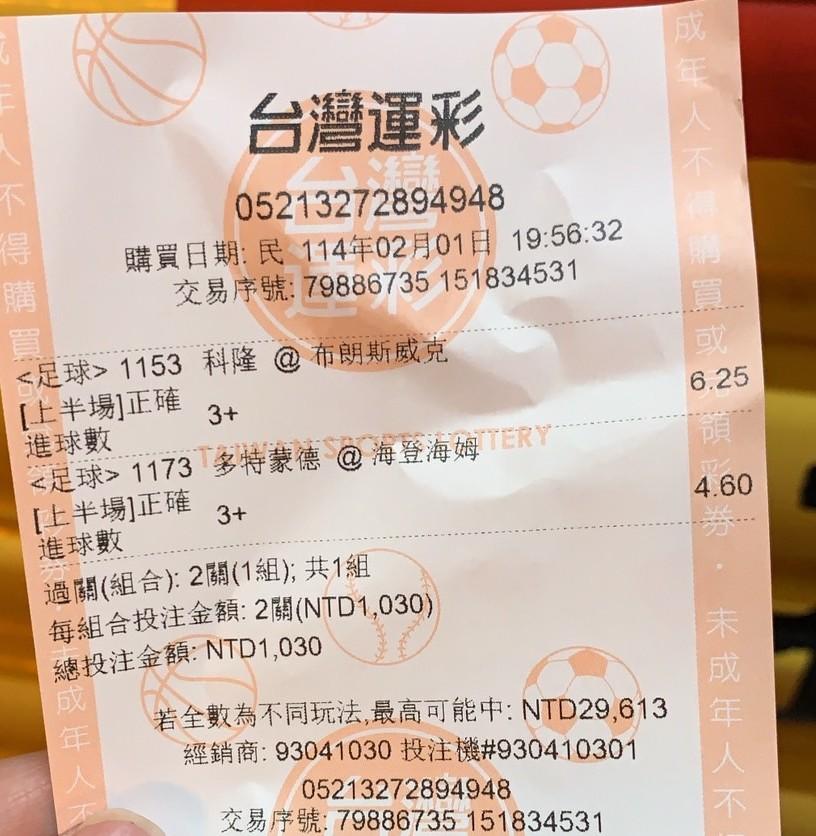 台灣運彩
05213272894948
購買日期: 民 114年02月01日 19:56:32
交易序號: 79886735 151834531
<足球> 1153 科隆 @ 布朗斯威克
[上半場]正確進球數 3+ 6.25
<足球> 1173 多特蒙德 @ 海登海姆
[上半場]正確進球數 3+ 4.60
TAIWAN SPORTS LOTTERY
過關(組合): 2關(1組); 共1組
每組合投注金額: 2關(NTD1,030)
總投注金額: NTD1,030
若全數為不同玩法,最高可能中: NTD29,613
經銷商: 93041030 投注機#930410301
05213272894948
交易序號: 79886735 151834531
成年人不得購買或兌領彩券・未成年人不